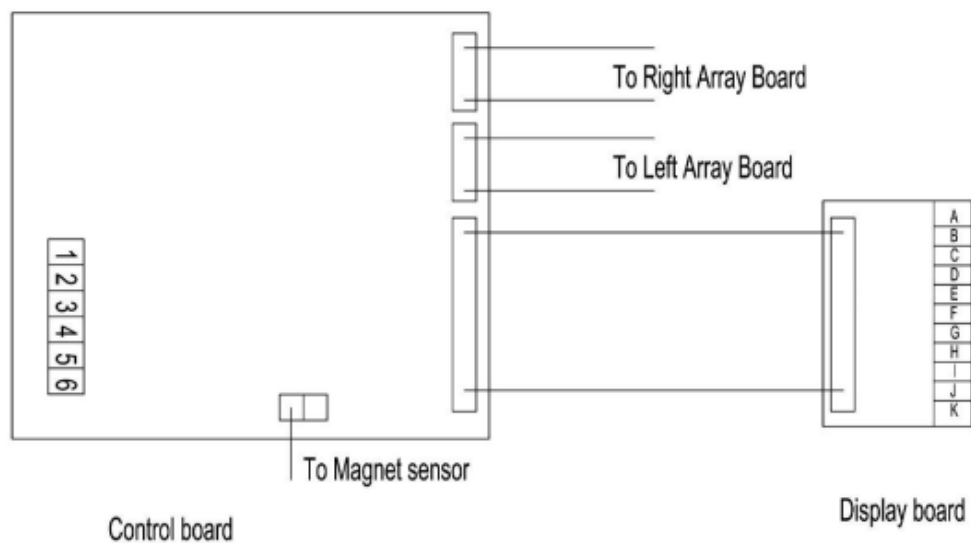 To Right Array Board
To Left Array Board
A
B
C
D
E
F
G
H
I
J
K
1
2
3
4
5
6
To Magnet sensor
Display board
Control board